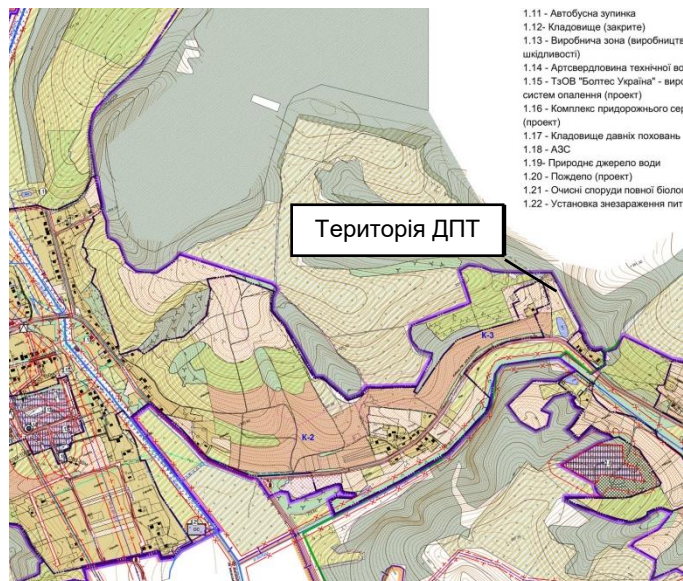 1.11 - Автобусна зупинка
1.12- Кладовище (закрите)
1.13 - Виробнича зона (виробництв
шкідливості)
1.14 - Артсвердловина технічної во
1.15 - ТзОВ "Болтес Україна" - виро
систем опалення (проект)
1.16 - Комплекс придорожнього сер
(проект)
1.17 - Кладовище давніх поховань
1.18 - АЗС
1.19- Природнє джерело води
1.20 - Пождепо (проект)
1.21 - Очисні споруди повної біолог
1.22 - Установка знезараження пит
Територія ДПТ
К-3
К-2